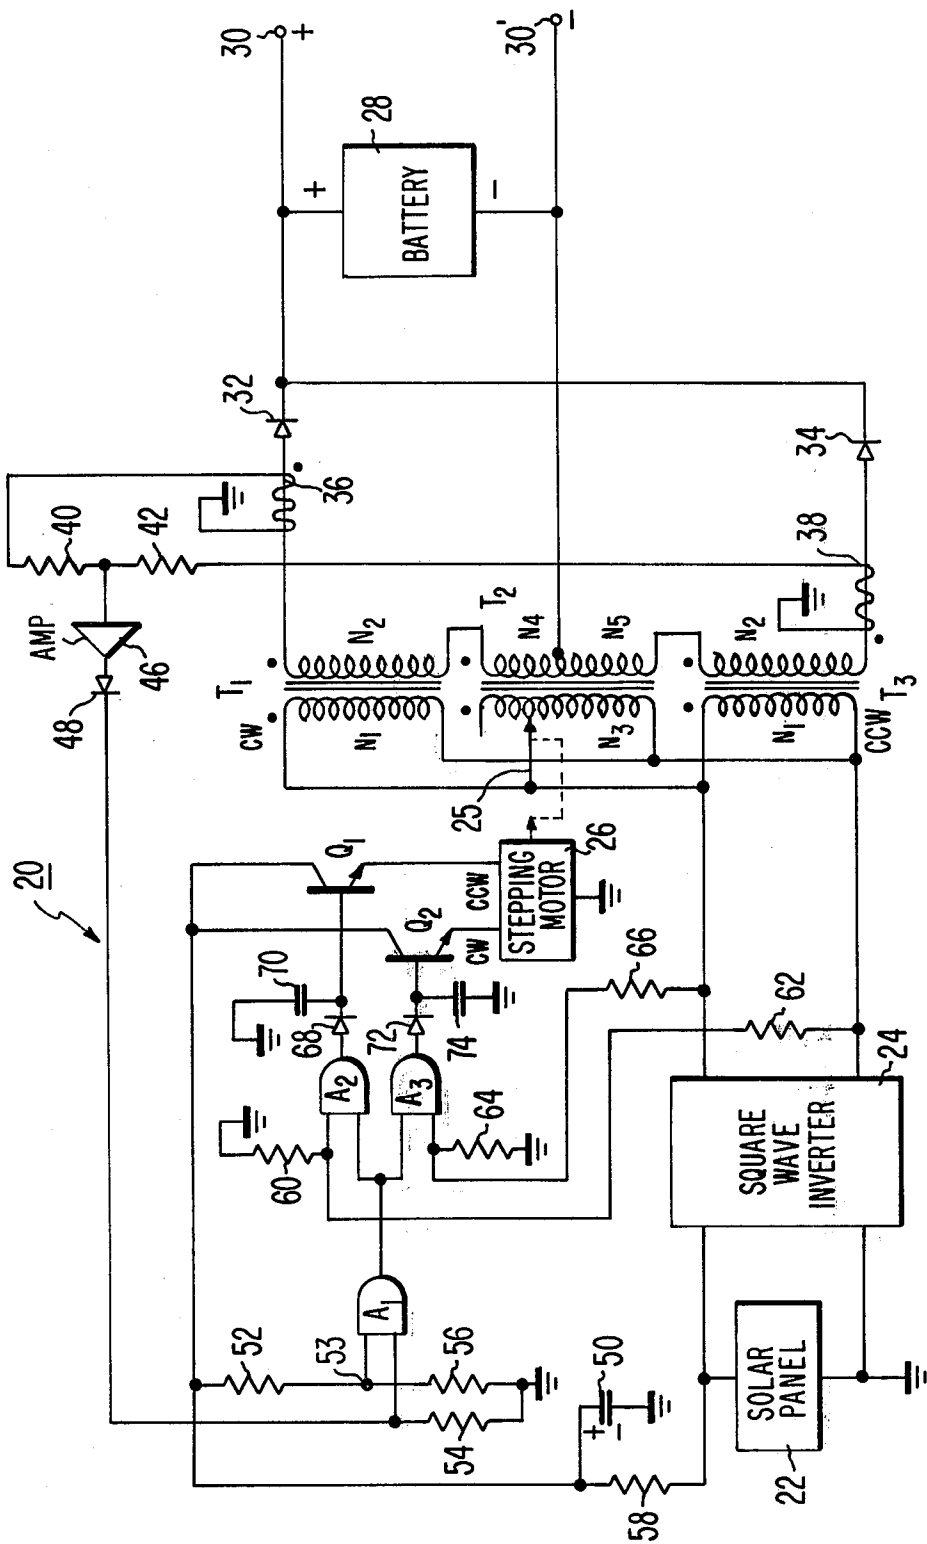 20
40
42
AMP
46
48
36
32
30
+
30'
−
28
+
BATTERY
−
34
38
T1
CW
N1
N2
T2
N4
N5
N3
N2
N1
T3
CCW
25
Q1
Q2
CCW
CW
STEPPING
MOTOR
26
70
68
72
74
A2
A3
60
64
66
62
A1
52
53
56
54
50
+
−
58
24
SQUARE
WAVE
INVERTER
SOLAR
PANEL
22